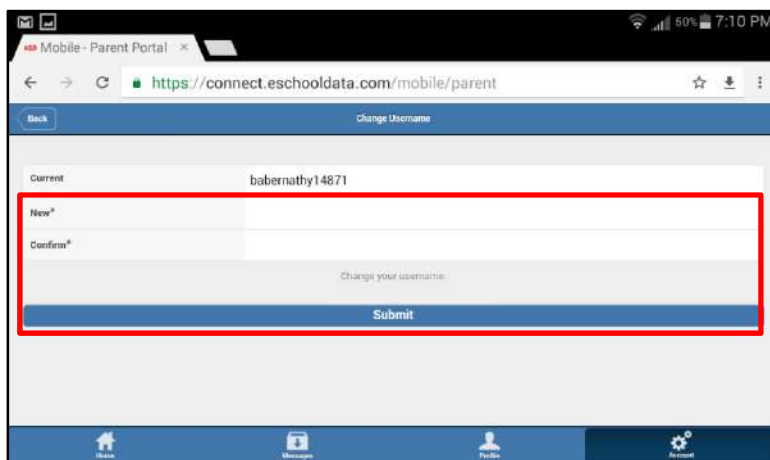 50% 7:10 PM
Mobile - Parent Portal ×
https://connect.eschooldata.com/mobile/parent
Back Change Username
Current babernathy14871
New*
Confirm*
Change your username.
Submit
Home Messages Profile Account